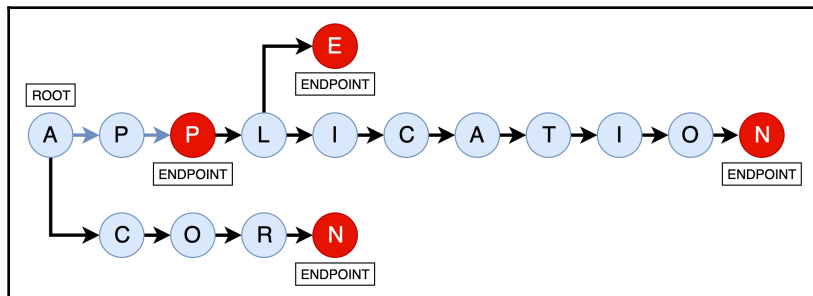 E
ENDPOINT
ROOT
A P P L I C A T I O N
ENDPOINT ENDPOINT
C O R N
ENDPOINT